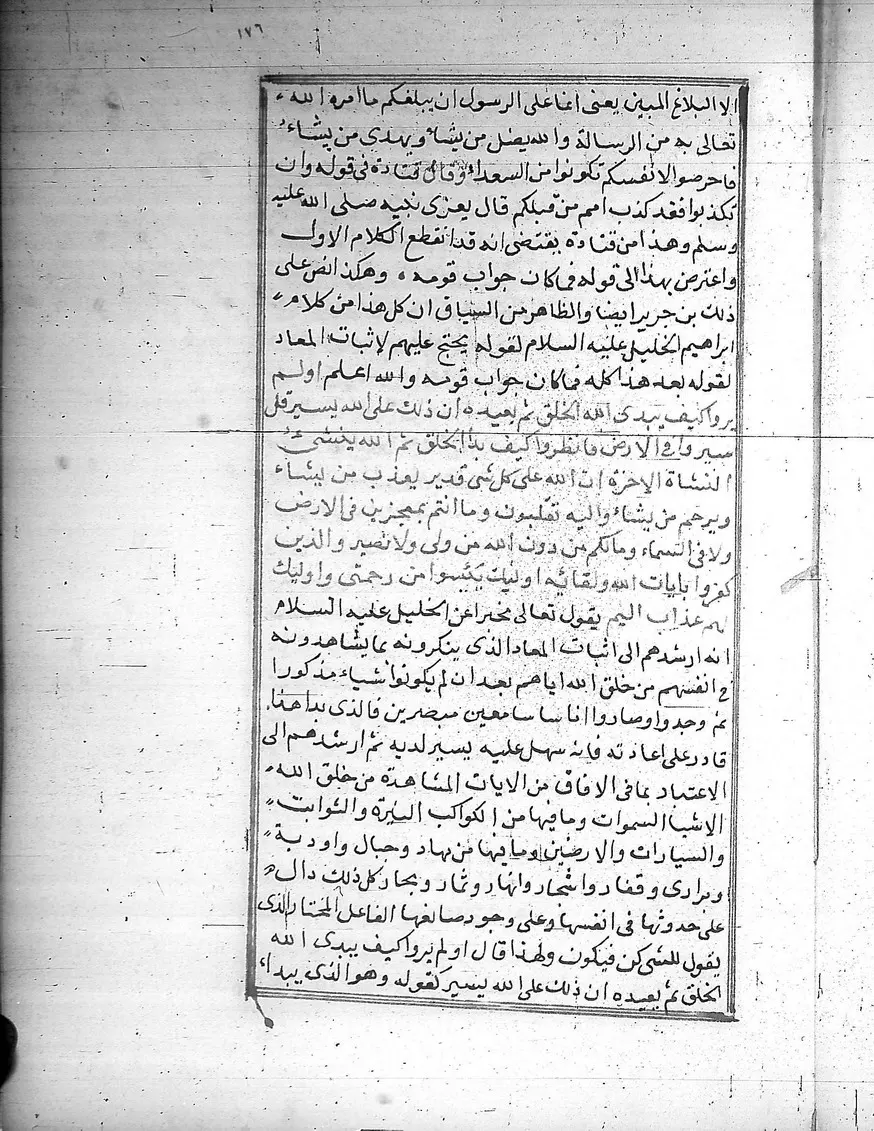 ١٧٦
الا البلاغ المبين يعنى انما على الرسول ان يبلغكم ما امره الله
تعالى به من الرسالة والله يضل من يشاء ويهدى من يشاء
فاحرصوا لانفسكم تكونوا من السعداء وقال قتادة فى قوله وان
تكذبوا فقد كذب امم من قبلكم قال يعزى نبيه صلى الله عليه
وسلم وهذا من قتادة يقتضى انه قد انقطع الكلام الاول
واعترض بهذا الى قوله فما كان جواب قومه وهكذا نص على
ذلك بن جرير ايضا والظاهر من السياق ان كل هذا من كلام
ابراهيم الخليل عليه السلام لقوله يحتج عليهم لاثبات المعاد
لقوله بعد هذا كله فما كان جواب قومه والله اعلم اولم
يروا كيف يبدى الله الخلق ثم يعيده ان ذلك على الله يسير قل
سيروا فى الارض فانظروا كيف بدا الخلق ثم الله ينشئ
النشاة الاخرة ان الله على كل شى قدير يعذب من يشاء
ويرحم من يشاء واليه تقلبون وما انتم بمعجزين فى الارض
ولا فى السماء ومالكم من دون الله من ولى ولا نصير والذين
كفروا بايات الله ولقائه اوليك يئسوا من رحمتى واوليك
لهم عذاب اليم يقول تعالى مخبرا عن الخليل عليه السلام
انه ارشدهم الى اثبات المعاد الذى ينكرونه بما يشاهدونه
فى انفسهم من خلق الله اياهم بعد ان لم يكونوا شياء مذكورا
ثم وجدوا وصاروا اناسا سامعين مبصرين فالذى بدا هذا
قادر على اعادته فانه سهل عليه يسير لديه ثم ارشدهم الى
الاعتبار بما فى الافاق من الايات المشاهدة من خلق الله
الاشيا السموات وما فيها من الكواكب النيرة والثوابت
والسيارات والارضين وما فيها من مهاد وجبال واودية
وبرارى وقفار واشجار وانهار وثمار وبحار كل ذلك دال
على حدوثها فى انفسها وعلى وجود صانعها الفاعل المختار الذى
يقول للشى كن فيكون ولهذا قال اولم يروا كيف يبدى الله
الخلق ثم يعيده ان ذلك على الله يسير كقوله وهو الذى يبدا